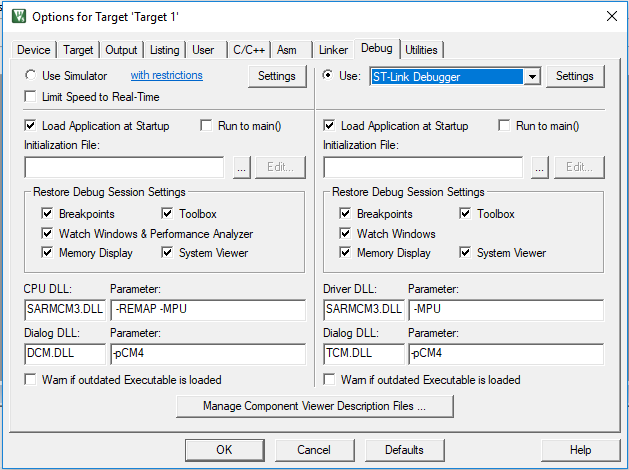 Options for Target 'Target 1'
Device Target Output Listing User C/C++ Asm Linker Debug Utilities
Use Simulator with restrictions Settings Use: ST-Link Debugger Settings
Limit Speed to Real-Time
Load Application at Startup Run to main() Load Application at Startup Run to main()
Initialization File: Initialization File:
... Edit... ... Edit...
Restore Debug Session Settings Restore Debug Session Settings
Breakpoints Toolbox Breakpoints Toolbox
Watch Windows & Performance Analyzer Watch Windows
Memory Display System Viewer Memory Display System Viewer
CPU DLL: Parameter: Driver DLL: Parameter:
SARMCM3.DLL -REMAP -MPU SARMCM3.DLL -MPU
Dialog DLL: Parameter: Dialog DLL: Parameter:
DCM.DLL -pCM4 TCM.DLL -pCM4
Warn if outdated Executable is loaded Warn if outdated Executable is loaded
Manage Component Viewer Description Files ...
OK Cancel Defaults Help